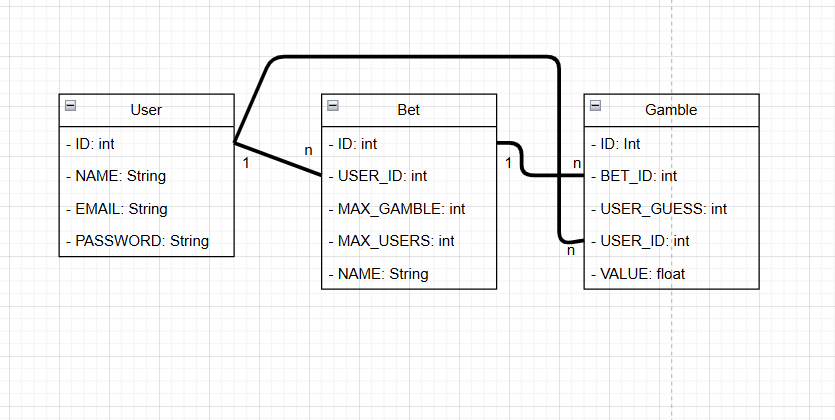 User
- ID: int
- NAME: String
- EMAIL: String
- PASSWORD: String
1
n
Bet
- ID: int
- USER_ID: int
- MAX_GAMBLE: int
- MAX_USERS: int
- NAME: String
1
n
n
Gamble
- ID: Int
- BET_ID: int
- USER_GUESS: int
- USER_ID: int
- VALUE: float